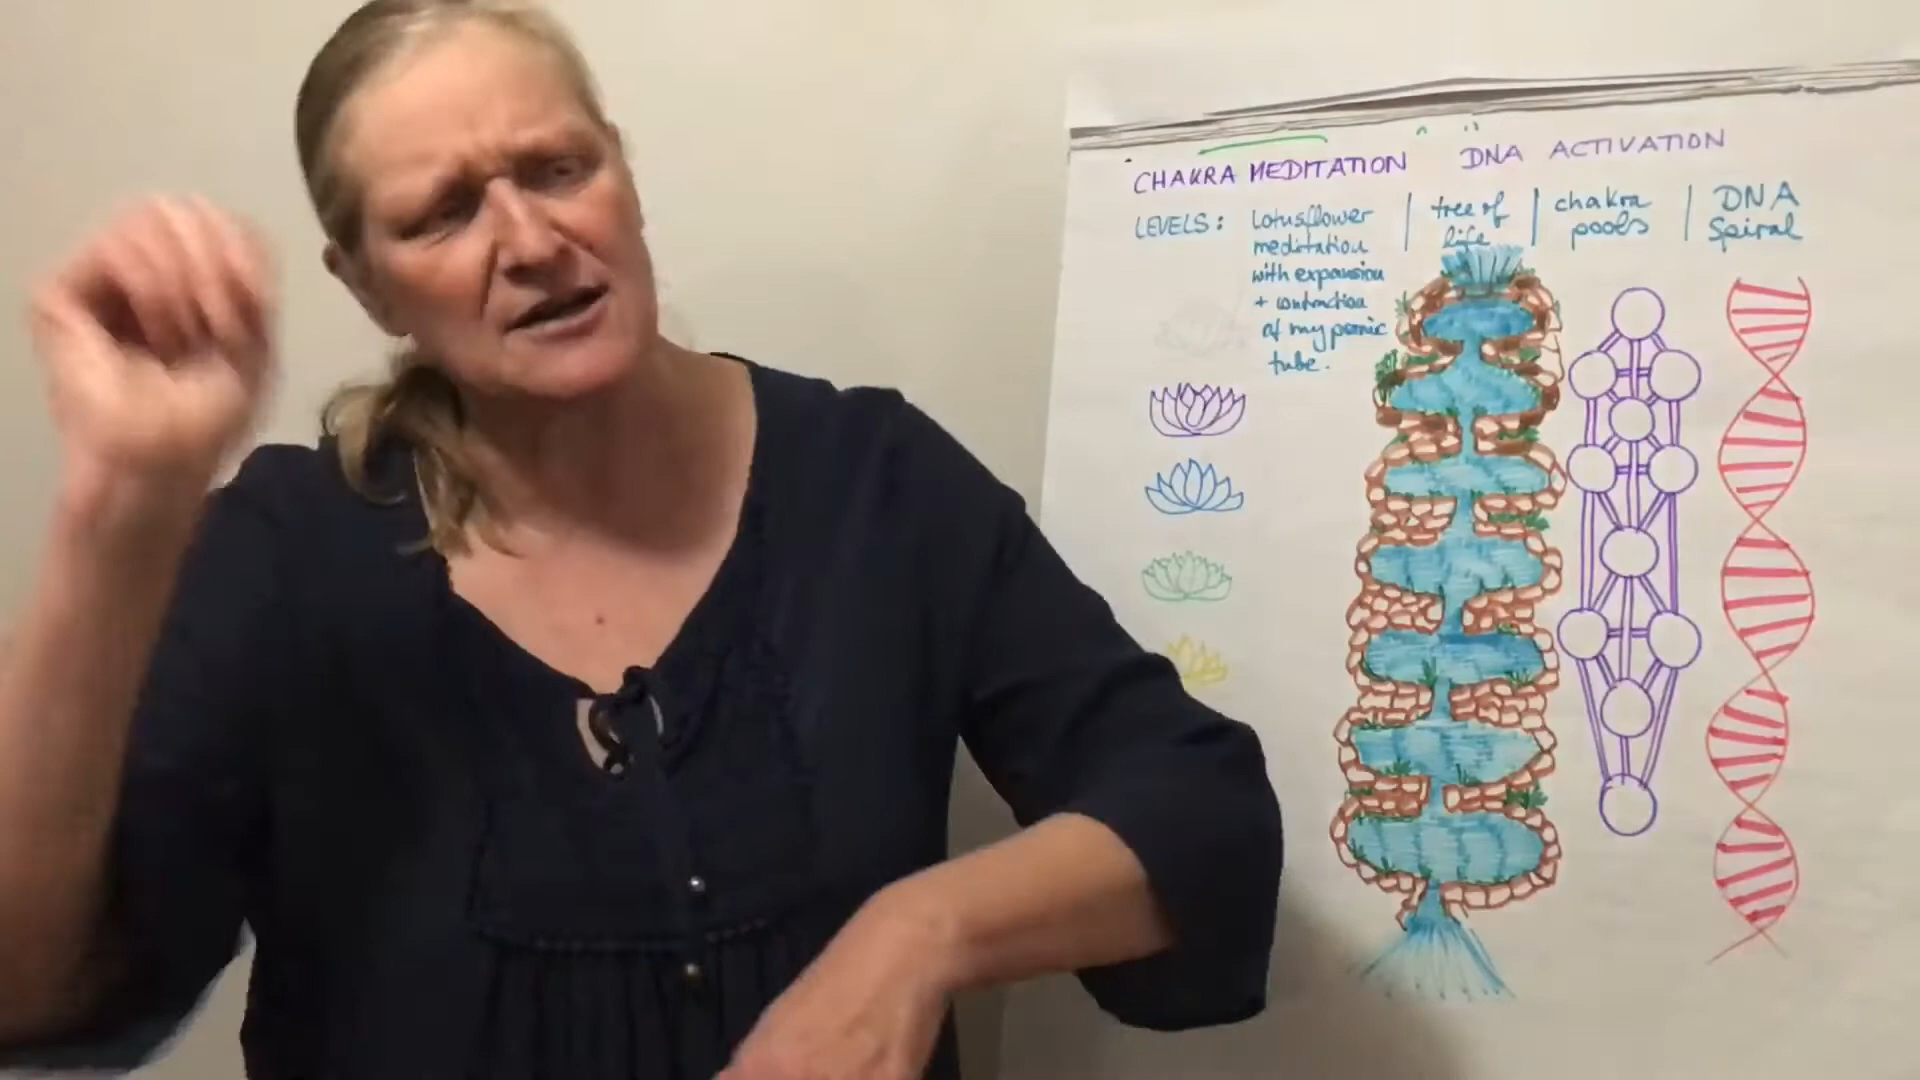 CHAKRA MEDITATION DNA ACTIVATION
LEVELS: Lotusflower meditation with expansion + contraction of my pranic tube. | tree of life | chakra pools | DNA Spiral